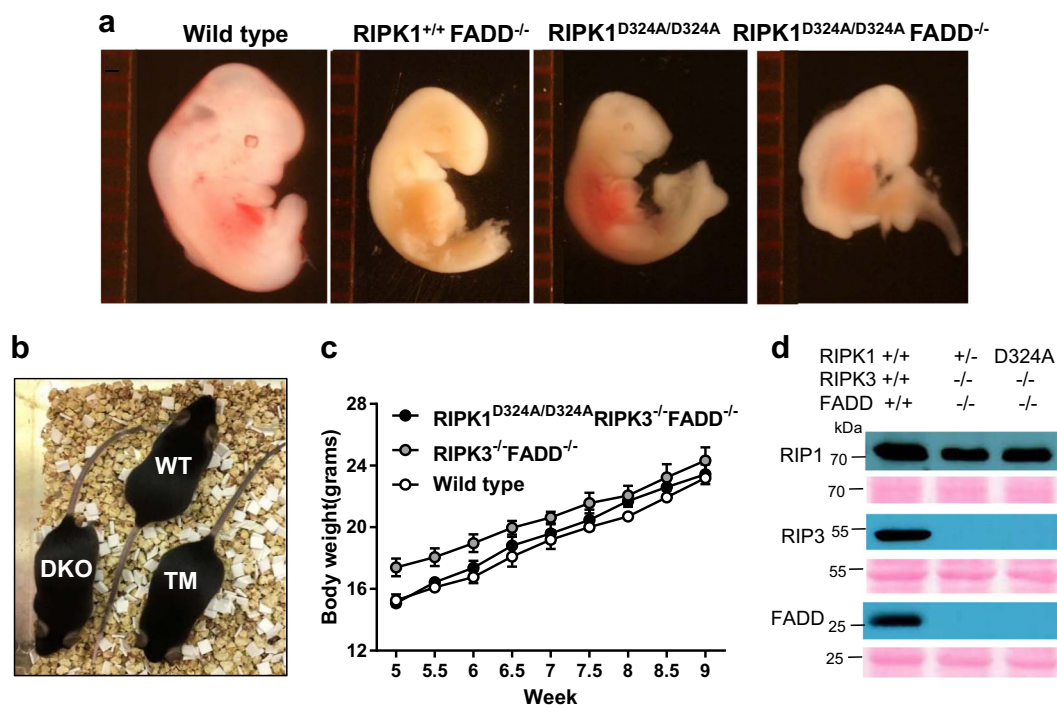 a
Wild type
RIPK1+/+ FADD-/-
RIPK1D324A/D324A
RIPK1D324A/D324A FADD-/-
b
WT
DKO
TM
c
Body weight(grams)
28
24
20
16
12
RIPK1D324A/D324ARIPK3-/-FADD-/-
RIPK3-/-FADD-/-
Wild type
5 5.5 6 6.5 7 7.5 8 8.5 9
Week
d
RIPK1 +/+ +/- D324A
RIPK3 +/+ -/- -/-
FADD +/+ -/- -/-
kDa
RIP1 70
70
RIP3 55
55
FADD 25
25